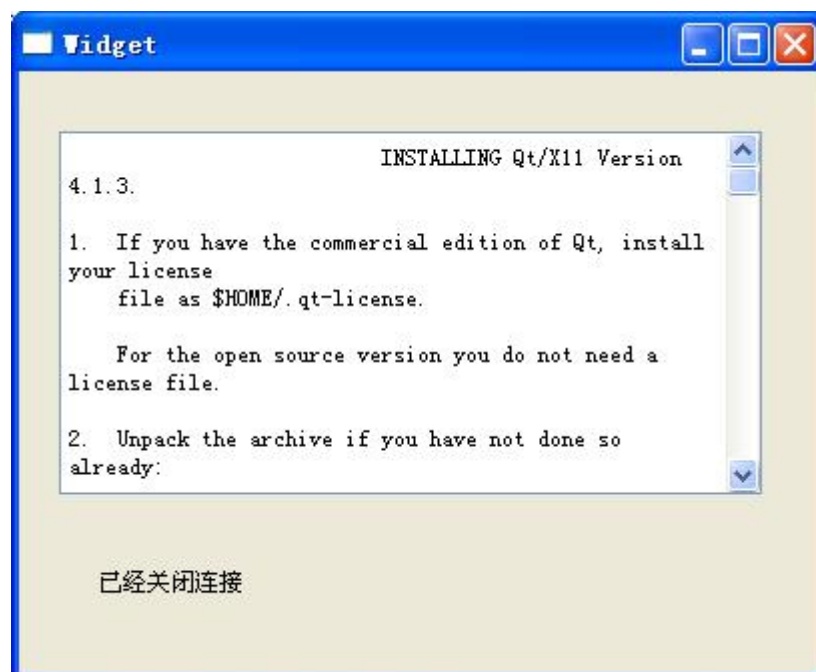 Widget
INSTALLING Qt/X11 Version
4.1.3.
1.  If you have the commercial edition of Qt, install
your license
file as $HOME/.qt-license.
For the open source version you do not need a
license file.
2.  Unpack the archive if you have not done so
already:
已经关闭连接